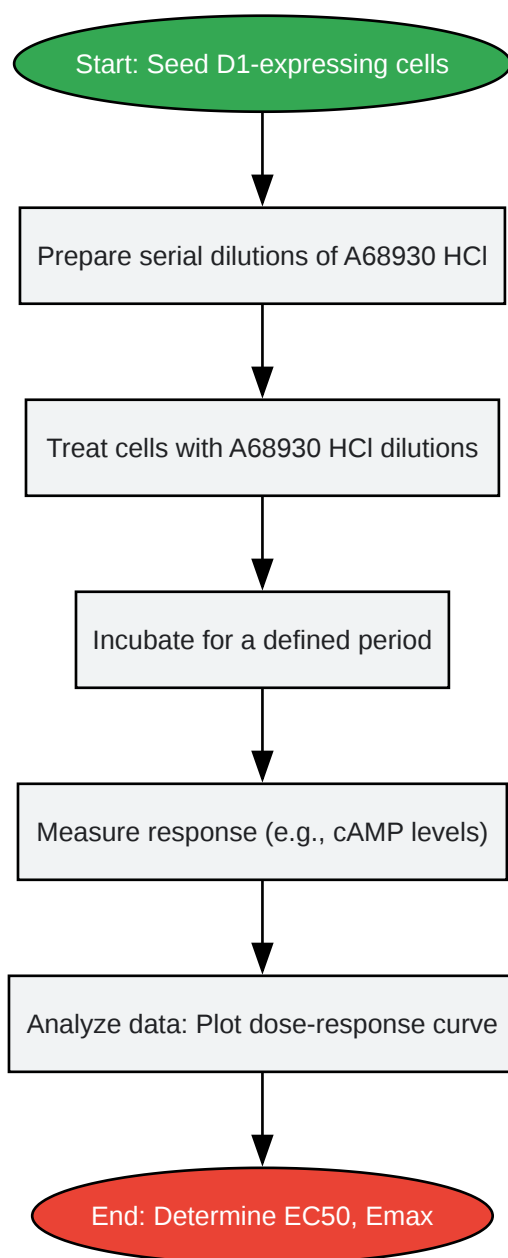 Start: Seed D1-expressing cells
Prepare serial dilutions of A68930 HCl
Treat cells with A68930 HCl dilutions
Incubate for a defined period
Measure response (e.g., cAMP levels)
Analyze data: Plot dose-response curve
End: Determine EC50, Emax